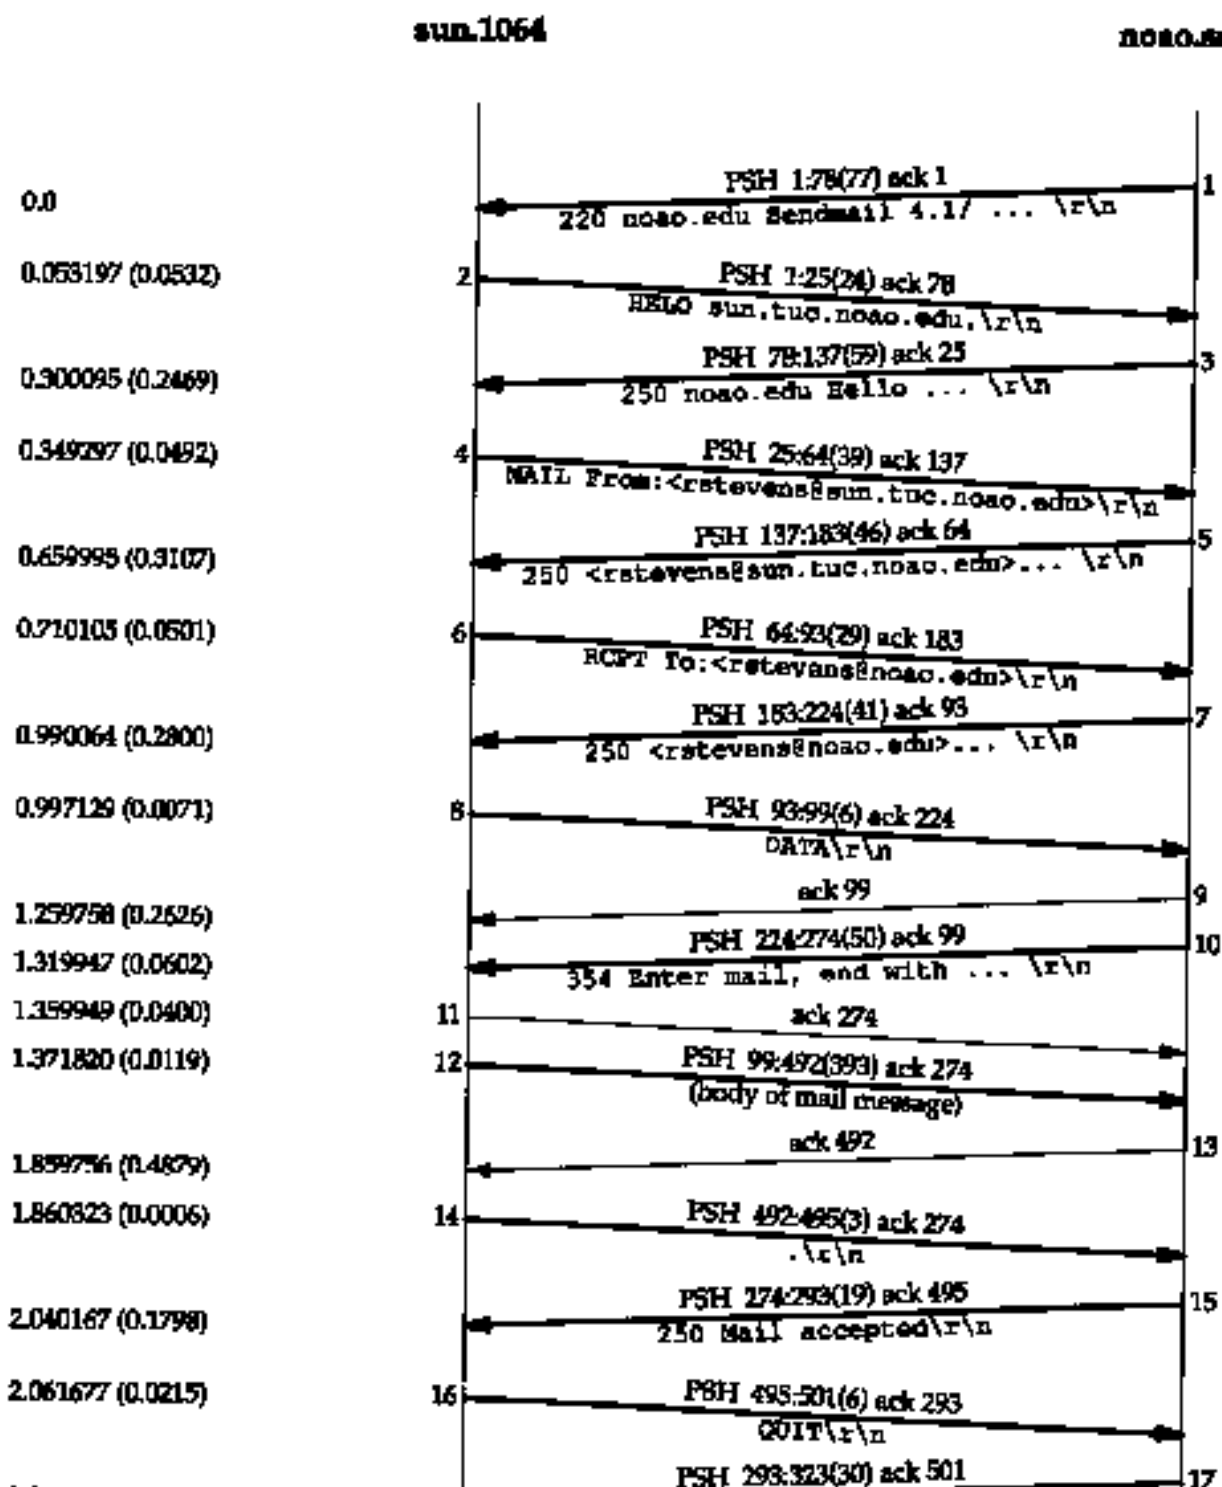 sun.1064
0.0
PSH 1:78(77) ack 1
1
220 noao.edu Sendmail 4.1/ ... \r\n
0.053197 (0.0532)
2
PSH 1:25(24) ack 78
HELO sun.tuc.noao.edu.\r\n
PSH 78:137(59) ack 25
3
0.300095 (0.2469)
250 noao.edu Hello ... \r\n
0.349297 (0.0492)
4
PSH 25:64(39) ack 137
MAIL From:<rstevens@sun.tuc.noao.edu>\r\n
PSH 137:183(46) ack 64
5
0.659995 (0.3107)
250 <rstevens@sun.tuc.noao.edu>... \r\n
0.710105 (0.0501)
6
PSH 64:93(29) ack 183
RCPT To:<rstevens@noao.edu>\r\n
PSH 183:224(41) ack 93
7
0.990064 (0.2800)
250 <rstevens@noao.edu>... \r\n
0.997129 (0.0071)
8
PSH 93:99(6) ack 224
DATA\r\n
ack 99
9
1.259758 (0.2626)
PSH 224:274(50) ack 99
10
1.319947 (0.0602)
354 Enter mail, end with ... \r\n
1.359949 (0.0400)
11
ack 274
1.371820 (0.0119)
12
PSH 99:492(393) ack 274
(body of mail message)
ack 492
13
1.859756 (0.4879)
1.860323 (0.0006)
14
PSH 492:495(3) ack 274
.\r\n
PSH 274:293(19) ack 495
15
2.040167 (0.1798)
250 Mail accepted\r\n
2.061677 (0.0215)
16
PSH 495:501(6) ack 293
QUIT\r\n
PSH 293:323(30) ack 501
17